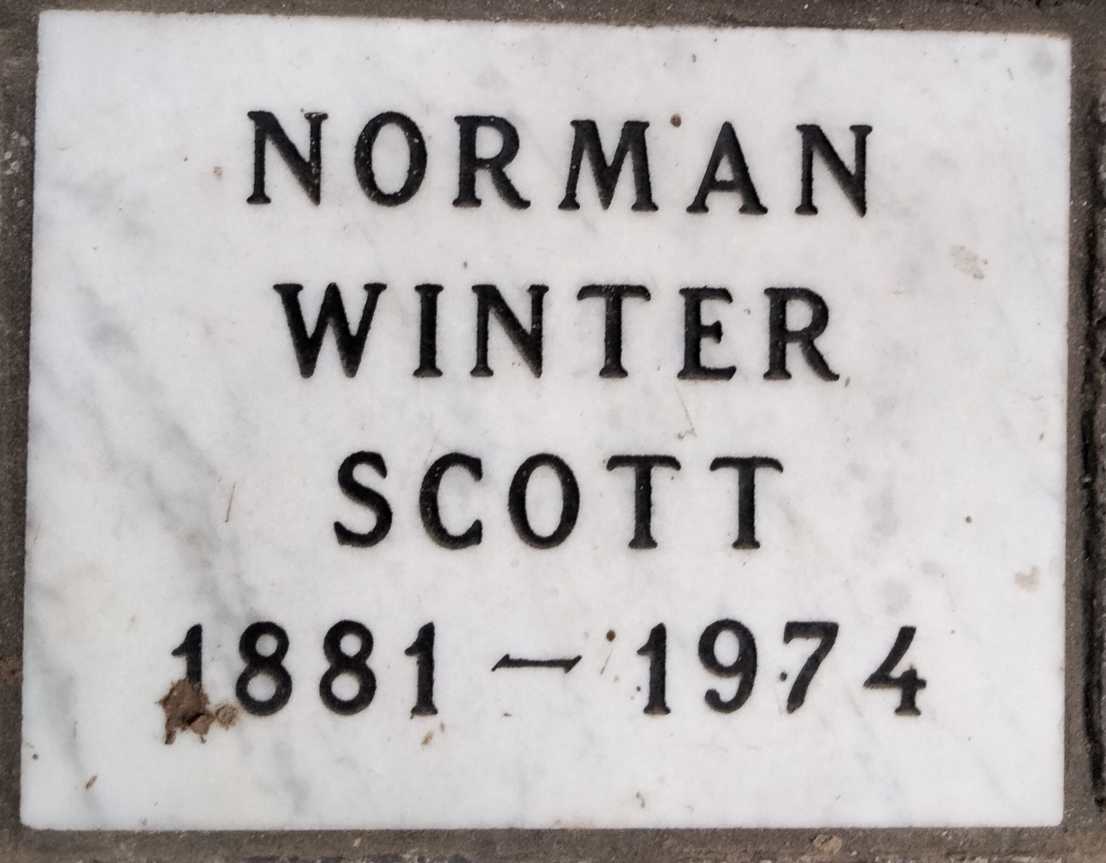 NORMAN
WINTER
SCOTT
1881 – 1974